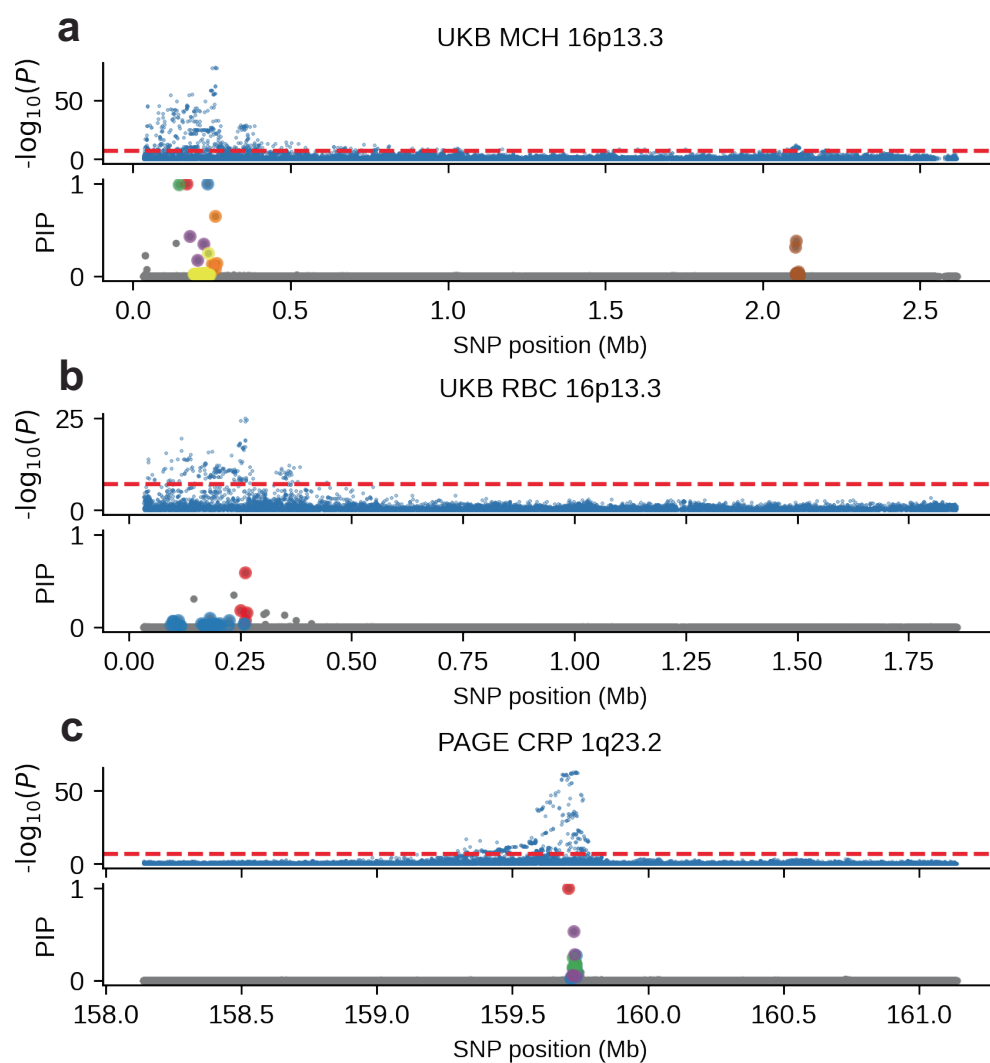 a
UKB MCH 16p13.3
-log10(P)
50
0
PIP
1
0
0.0 0.5 1.0 1.5 2.0 2.5
SNP position (Mb)
b
UKB RBC 16p13.3
-log10(P)
25
0
PIP
1
0
0.00 0.25 0.50 0.75 1.00 1.25 1.50 1.75
SNP position (Mb)
c
PAGE CRP 1q23.2
-log10(P)
50
0
PIP
1
0
158.0 158.5 159.0 159.5 160.0 160.5 161.0
SNP position (Mb)